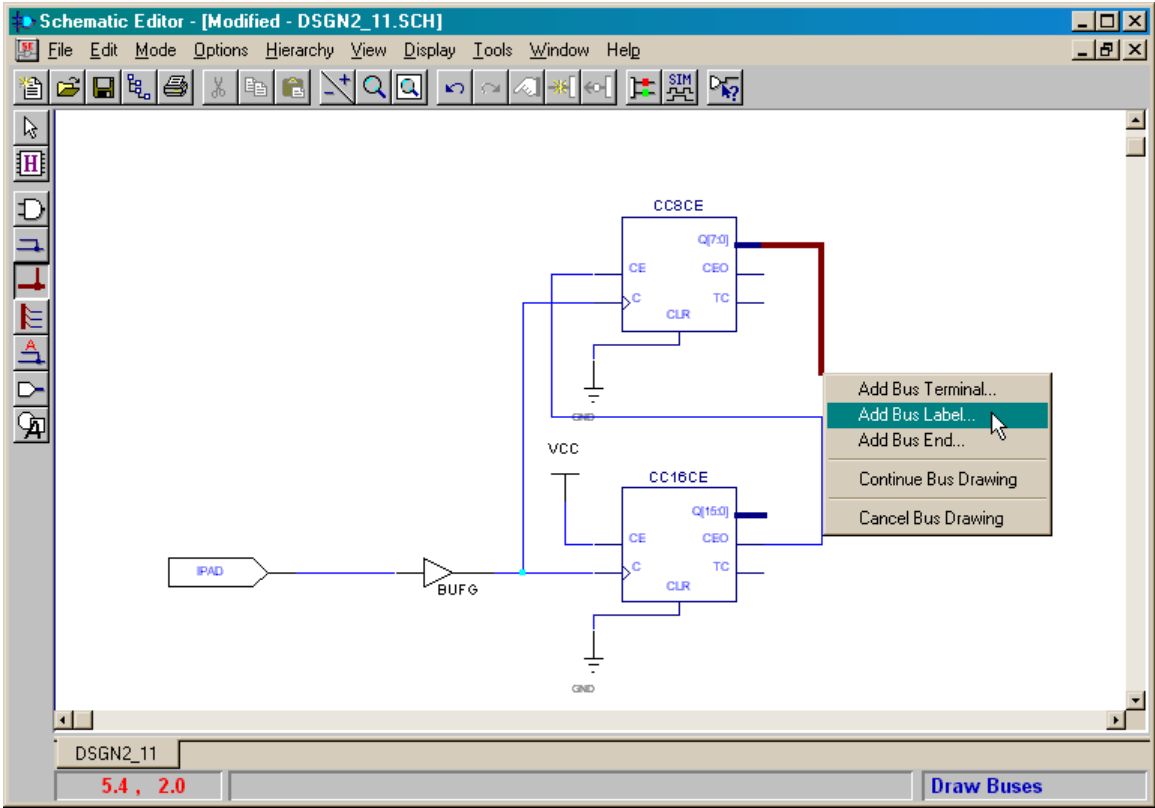 Schematic Editor - [Modified - DSGN2_11.SCH]
File Edit Mode Options Hierarchy View Display Tools Window Help
SIM
H
A
A
CC8CE
Q[7:0]
CE CEO
C TC
CLR
GND
Add Bus Terminal...
Add Bus Label...
Add Bus End...
Continue Bus Drawing
Cancel Bus Drawing
VCC
CC16CE
Q[15:0]
CE CEO
C TC
CLR
IPAD
BUFG
GND
DSGN2_11
5.4 , 2.0
Draw Buses